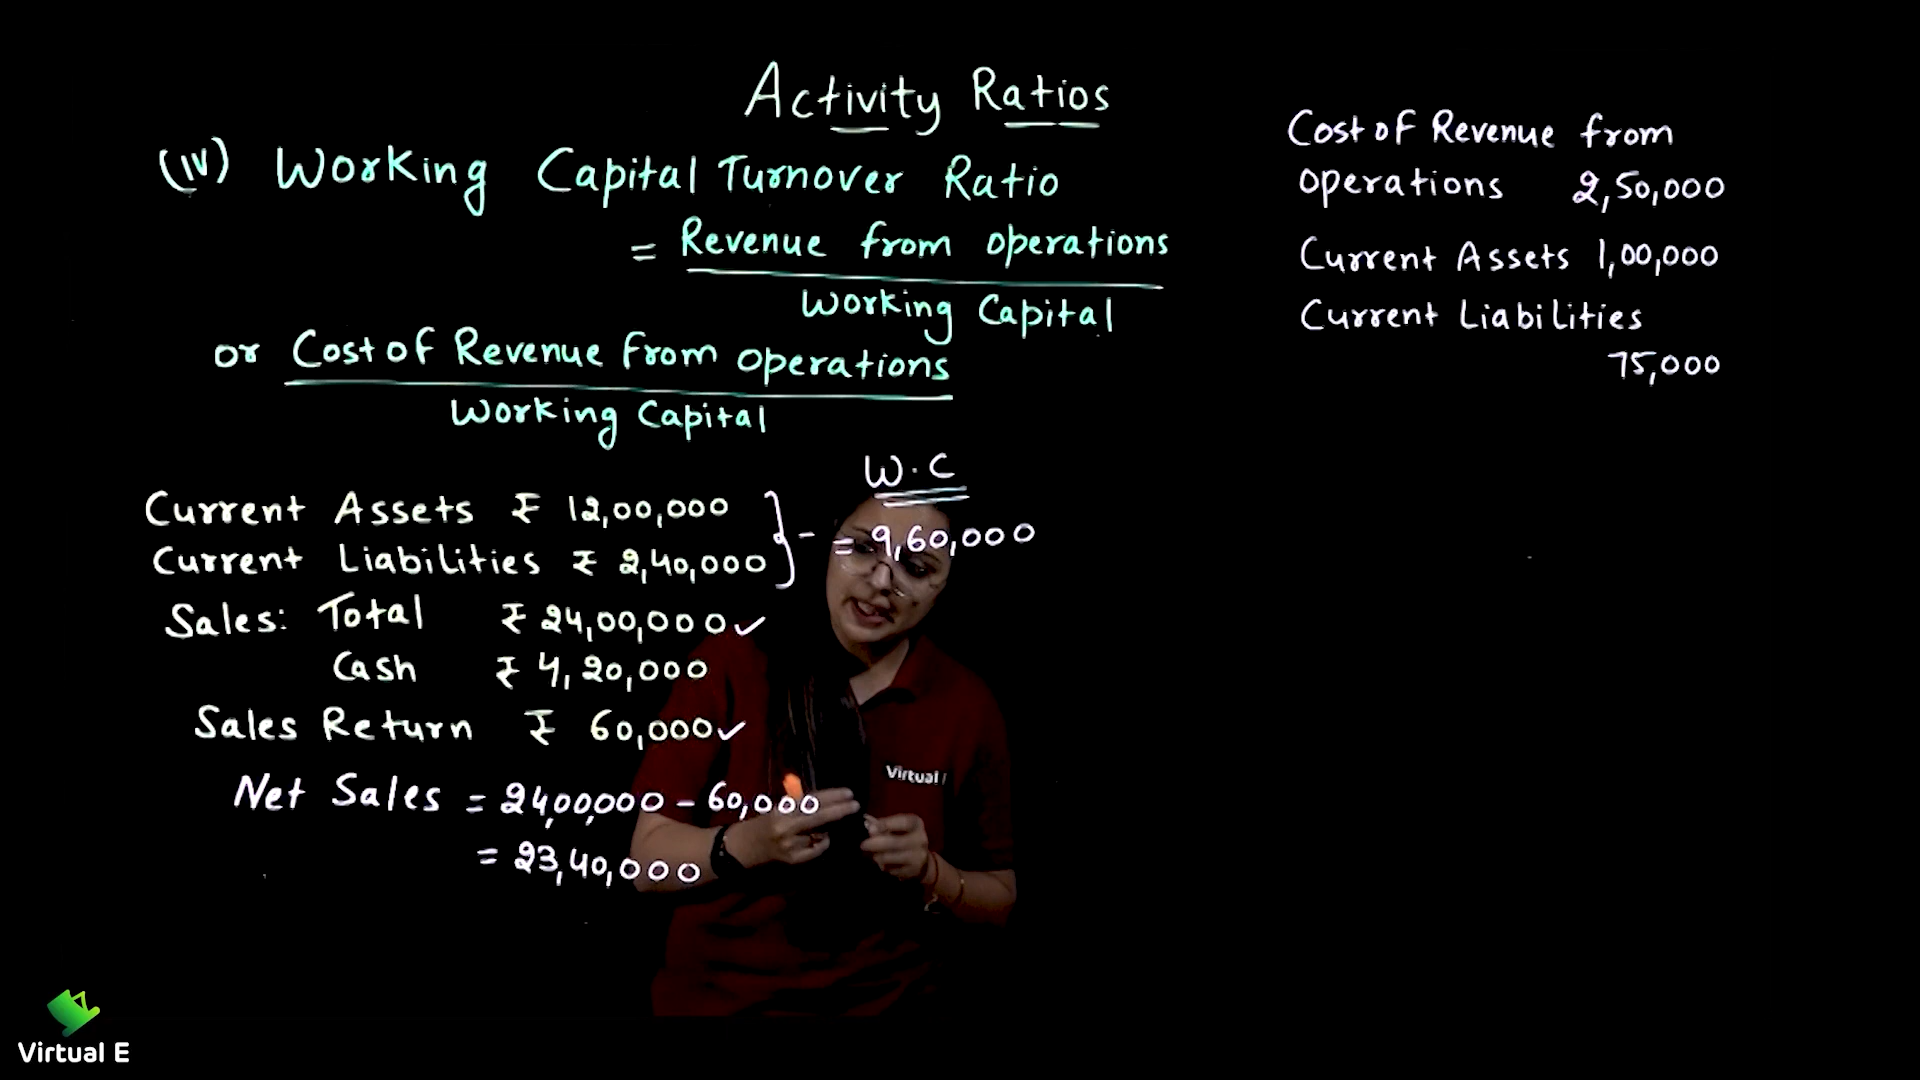 Activity Ratios
(iv) Working Capital Turnover Ratio
= Revenue from operations
Working Capital
or Cost of Revenue from operations
Working Capital
Current Assets ₹ 12,00,000
Current Liabilities ₹ 2,40,000
W.C
- = 9,60,000
Sales: Total ₹ 24,00,000 ✓
Cash ₹ 4,20,000
Sales Return ₹ 60,000 ✓
Net Sales = 24,00,000 - 60,000
= 23,40,000
Cost of Revenue from
operations 2,50,000
Current Assets 1,00,000
Current Liabilities
75,000
Virtual
Virtual E